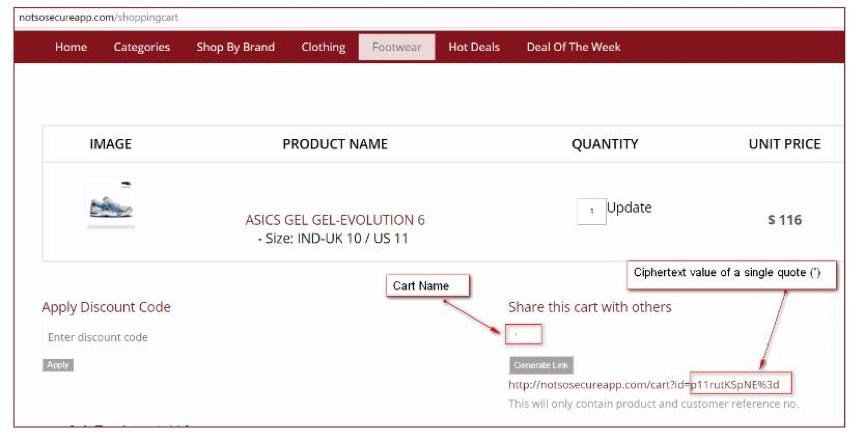 notsosecureapp.com/shoppingcart
Home Categories Shop By Brand Clothing Footwear Hot Deals Deal Of The Week
IMAGE PRODUCT NAME QUANTITY UNIT PRICE
ASICS GEL GEL-EVOLUTION 6
- Size: IND-UK 10 / US 11
1 Update
$ 116
Ciphertext value of a single quote (')
Cart Name
Apply Discount Code
Share this cart with others
Enter discount code
'
Apply
Generate Link
http://notsosecureapp.com/cart?id=p11rutKSpNE%3d
This will only contain product and customer reference no.